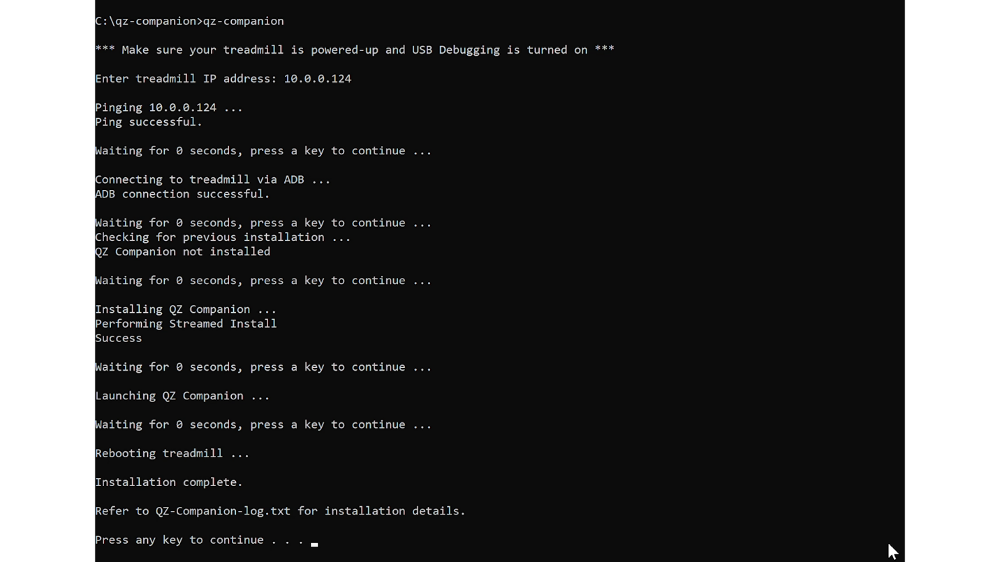 C:\qz-companion>qz-companion
*** Make sure your treadmill is powered-up and USB Debugging is turned on ***
Enter treadmill IP address: 10.0.0.124
Pinging 10.0.0.124 ...
Ping successful.
Waiting for 0 seconds, press a key to continue ...
Connecting to treadmill via ADB ...
ADB connection successful.
Waiting for 0 seconds, press a key to continue ...
Checking for previous installation ...
QZ Companion not installed
Waiting for 0 seconds, press a key to continue ...
Installing QZ Companion ...
Performing Streamed Install
Success
Waiting for 0 seconds, press a key to continue ...
Launching QZ Companion ...
Waiting for 0 seconds, press a key to continue ...
Rebooting treadmill ...
Installation complete.
Refer to QZ-Companion-log.txt for installation details.
Press any key to continue . . .